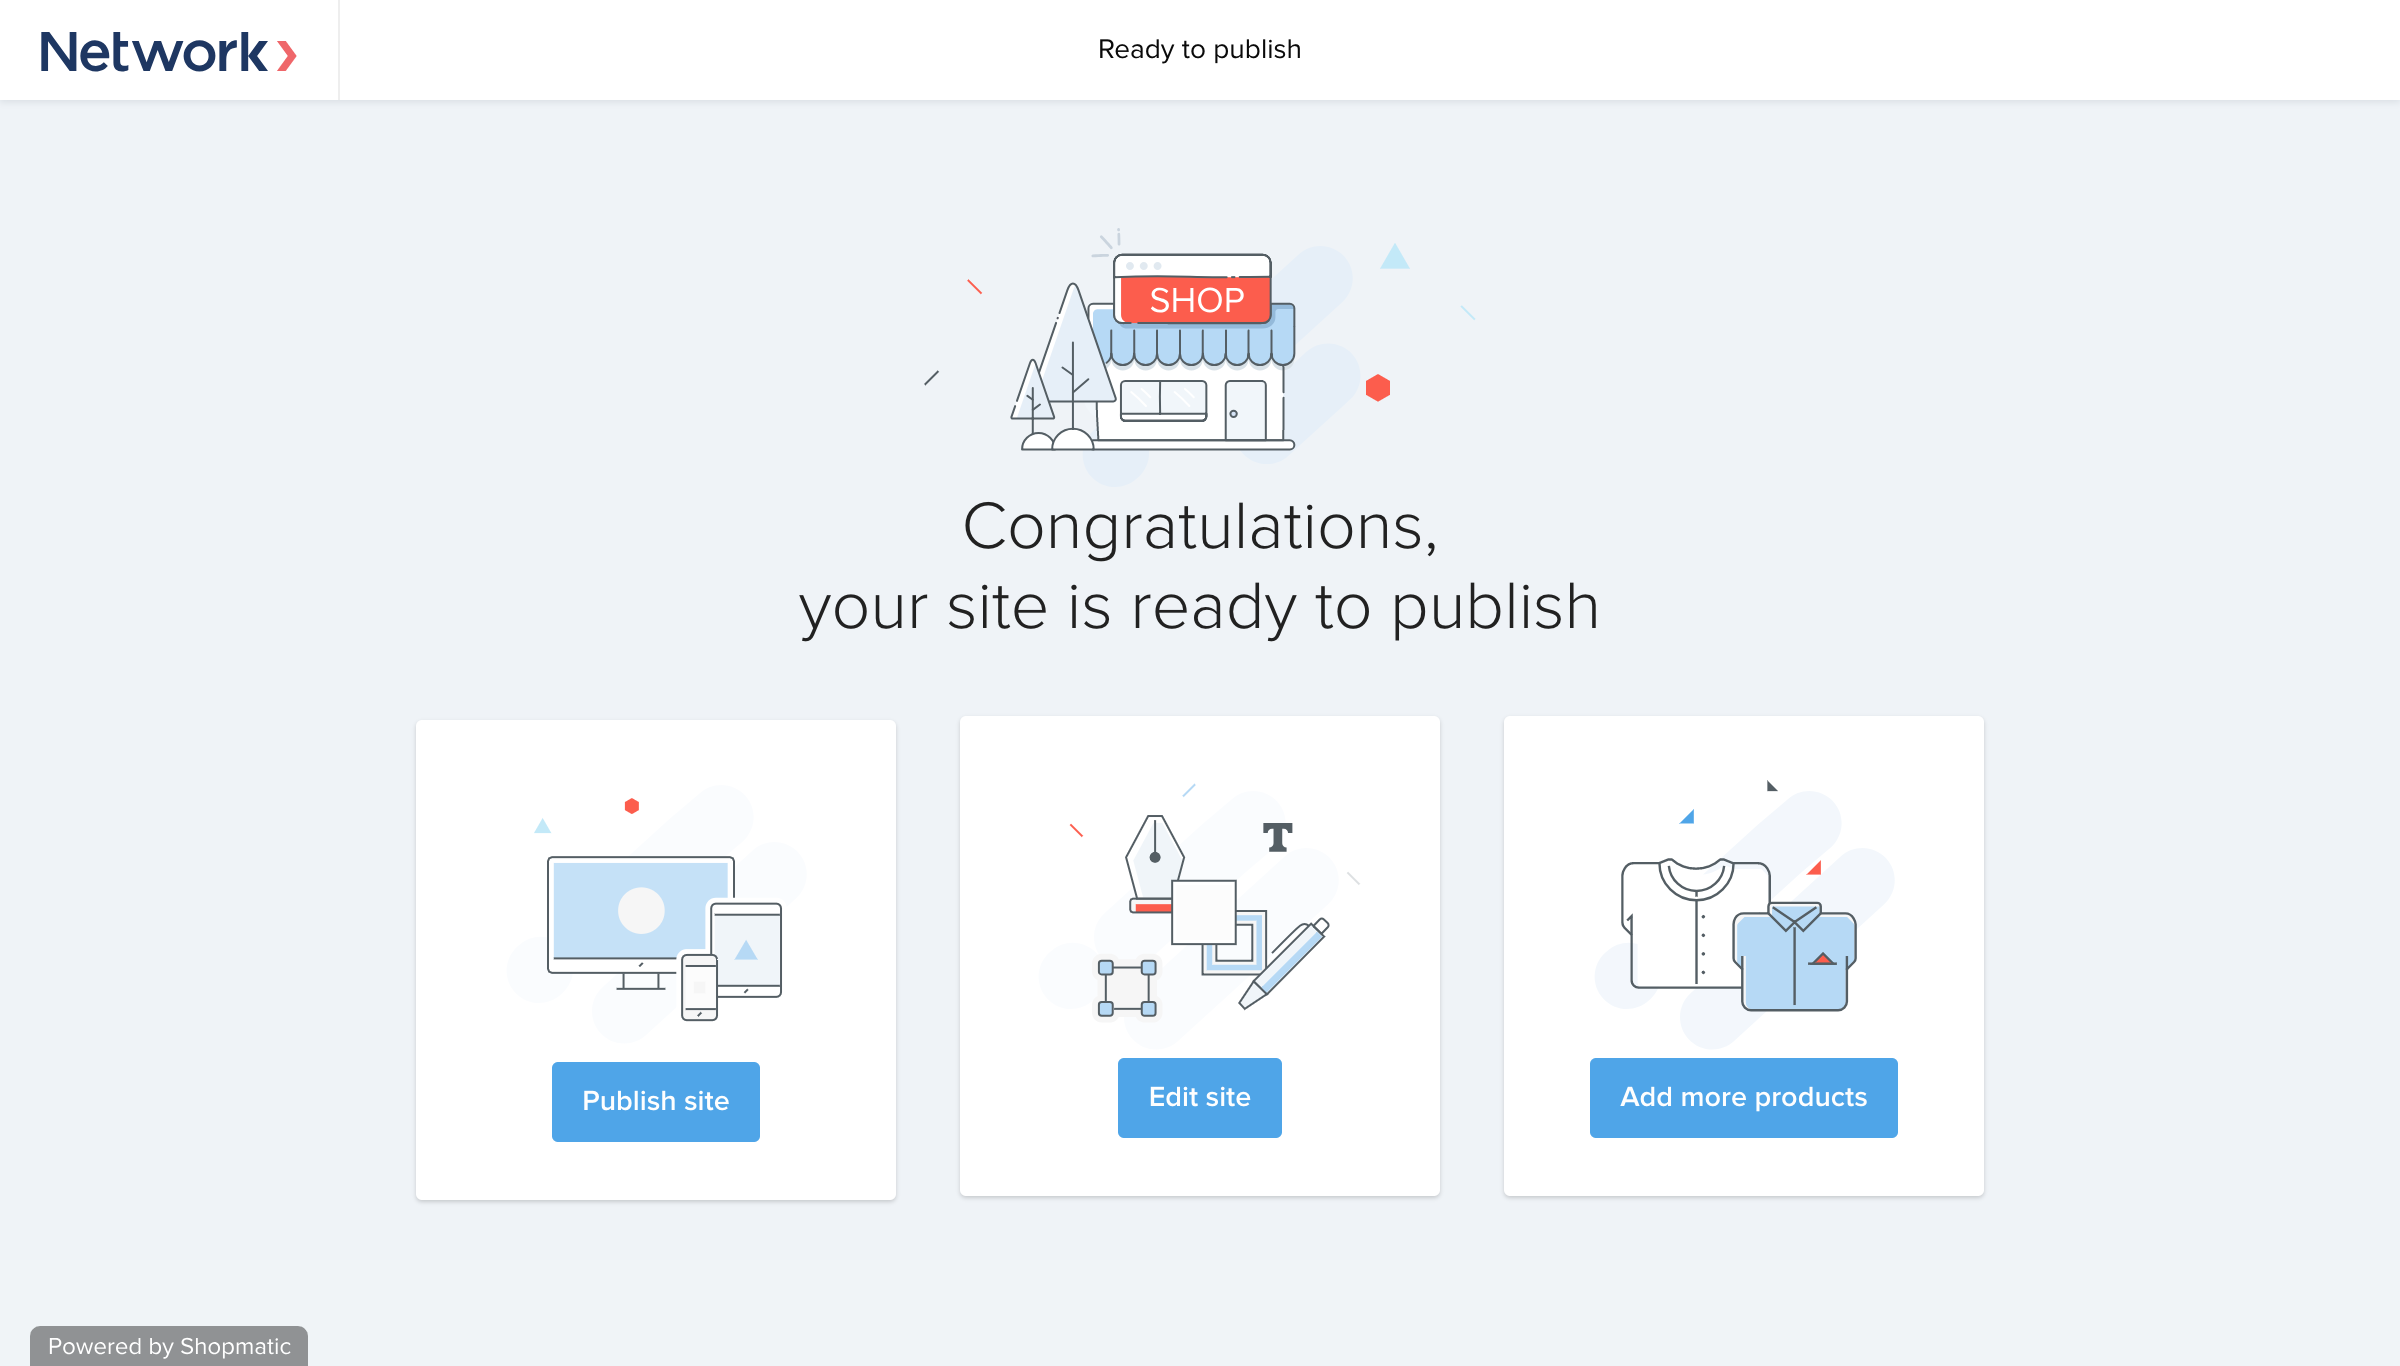 Network
Ready to publish
SHOP
Congratulations,
your site is ready to publish
T
Publish site
Edit site
Add more products
Powered by Shopmatic